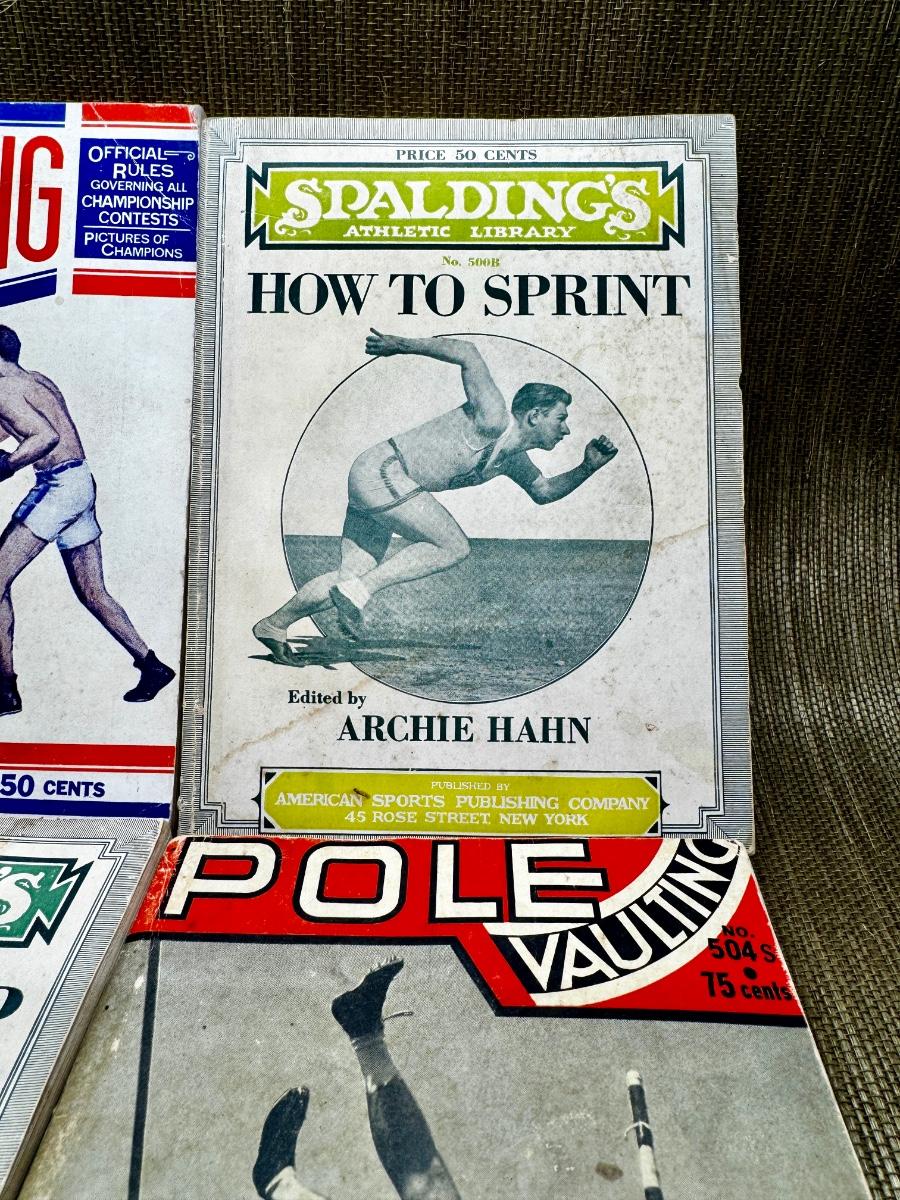 NG
OFFICIAL
RULES
GOVERNING ALL
CHAMPIONSHIP
CONTESTS
PICTURES OF
CHAMPIONS
50 CENTS
PRICE 50 CENTS
SPALDING'S
ATHLETIC LIBRARY
No. 500B
HOW TO SPRINT
Edited by
ARCHIE HAHN
PUBLISHED BY
AMERICAN SPORTS PUBLISHING COMPANY
45 ROSE STREET, NEW YORK
'S
POLE
VAULTING
NO.
504 S
75 cents